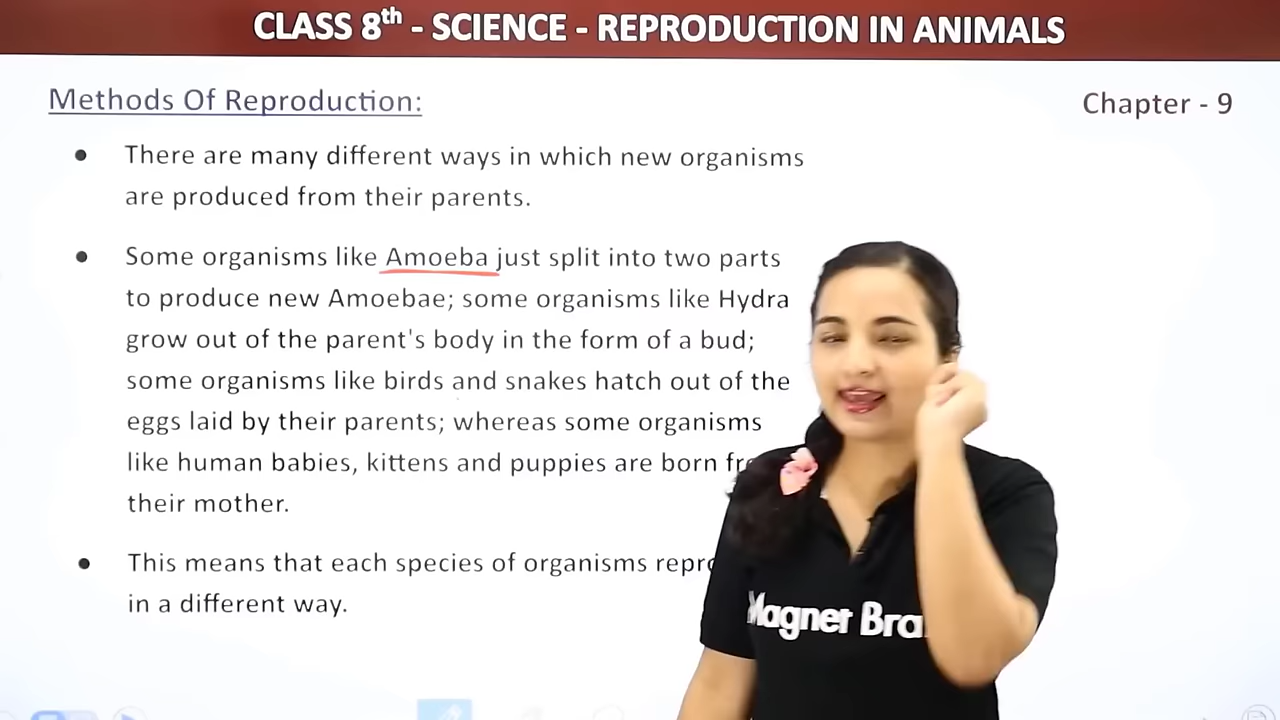 CLASS 8th - SCIENCE - REPRODUCTION IN ANIMALS
Methods Of Reproduction:
Chapter - 9
• There are many different ways in which new organisms
are produced from their parents.
• Some organisms like Amoeba just split into two parts
to produce new Amoebae; some organisms like Hydra
grow out of the parent's body in the form of a bud;
some organisms like birds and snakes hatch out of the
eggs laid by their parents; whereas some organisms
like human babies, kittens and puppies are born
their mother.
• This means that each species of organisms
in a different way.
Magnet